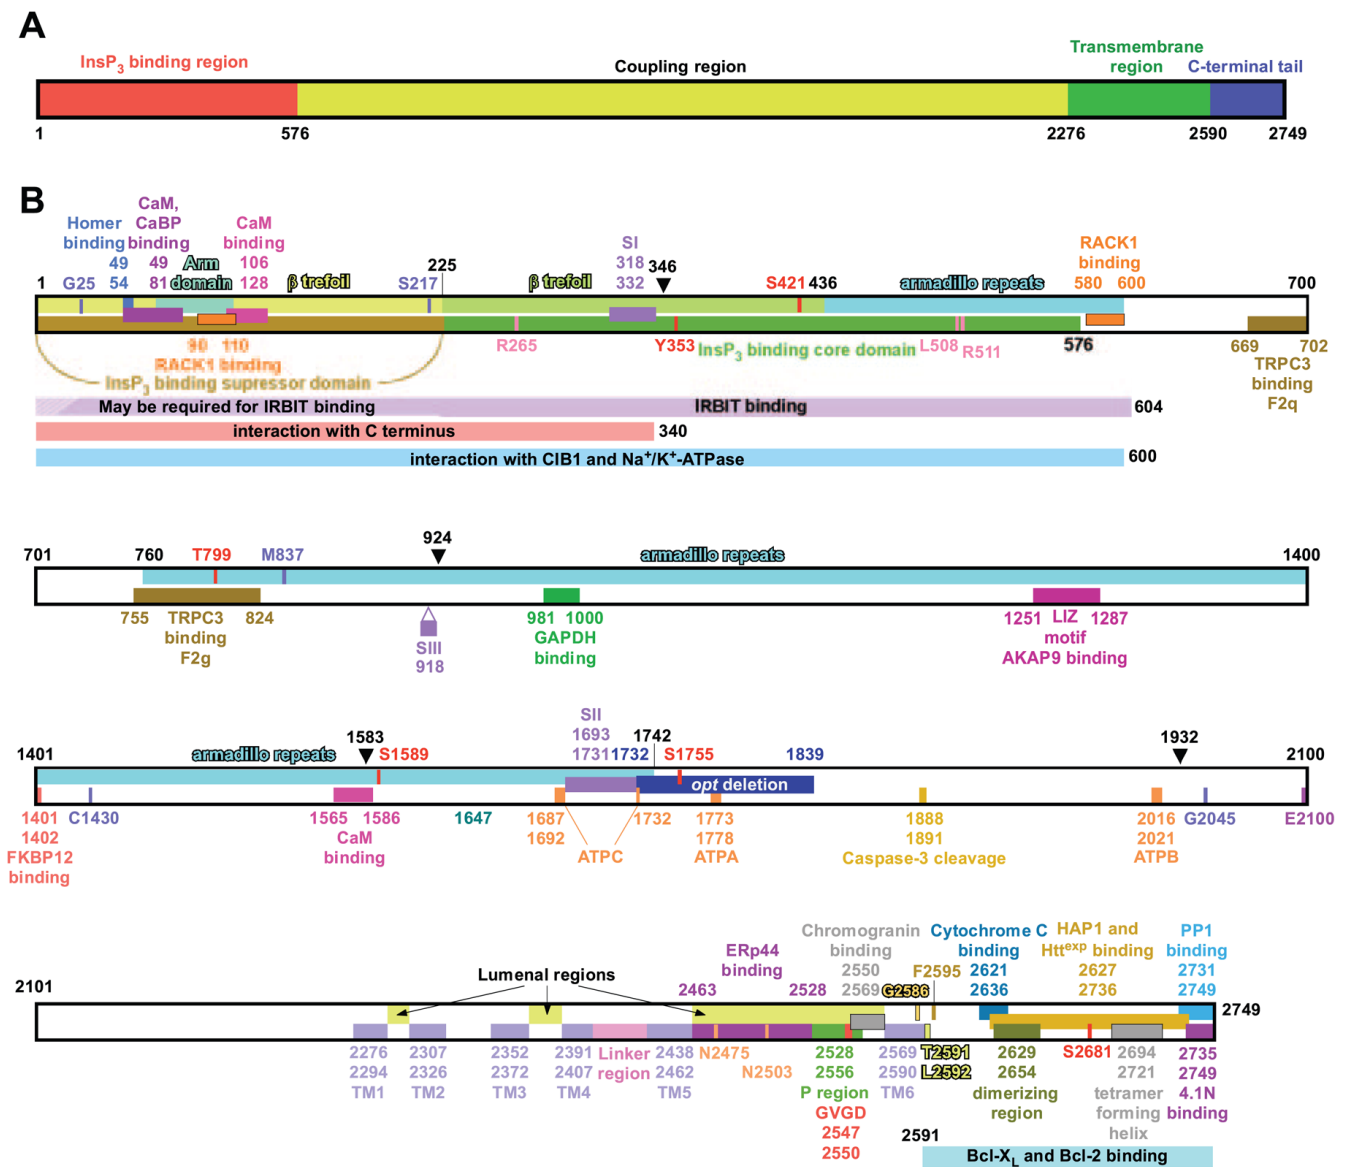 A
InsP3 binding region
Coupling region
Transmembrane
region
C-terminal tail
1
576
2276
2590
2749
B
CaM,
CaBP
binding
Homer
binding
CaM
binding
49
54
49
81
Arm
domain
106
128
1
G25
β trefoil
S217
225
β trefoil
SI
318
332
346
S421
436
armadillo repeats
RACK1
binding
580
600
700
90
110
RACK1 binding
InsP3 binding supressor domain
R265
Y353
InsP3 binding core domain
L508
R511
576
669
702
TRPC3
binding
F2q
May be required for IRBIT binding
IRBIT binding
604
interaction with C terminus
340
interaction with CIB1 and Na+/K+-ATPase
600
701
760
T799
M837
924
armadillo repeats
1400
755
TRPC3
binding
F2g
824
SIII
918
981
1000
GAPDH
binding
1251
LIZ
motif
1287
AKAP9 binding
1401
armadillo repeats
1583
S1589
SII
1693
1731
1732
1742
S1755
1839
1932
2100
opt deletion
1401
1402
FKBP12
binding
C1430
1565
1586
CaM
binding
1647
1687
1692
ATPC
1732
1773
1778
ATPA
1888
1891
Caspase-3 cleavage
2016
2021
ATPB
G2045
E2100
2101
Lumenal regions
ERp44
binding
2463
2528
Chromogranin
binding
2550
2569
G2586
F2595
Cytochrome C
binding
2621
2636
HAP1 and
Httexp binding
2627
2736
PP1
binding
2731
2749
2749
2276
2294
TM1
2307
2326
TM2
2352
2372
TM3
2391
2407
TM4
Linker
region
2438
2462
TM5
N2475
N2503
2528
2556
P region
GVGD
2547
2550
2569
2590
TM6
T2591
L2592
2629
2654
dimerizing
region
S2681
2694
2721
tetramer
forming
helix
2735
2749
4.1N
binding
2591
Bcl-XL and Bcl-2 binding